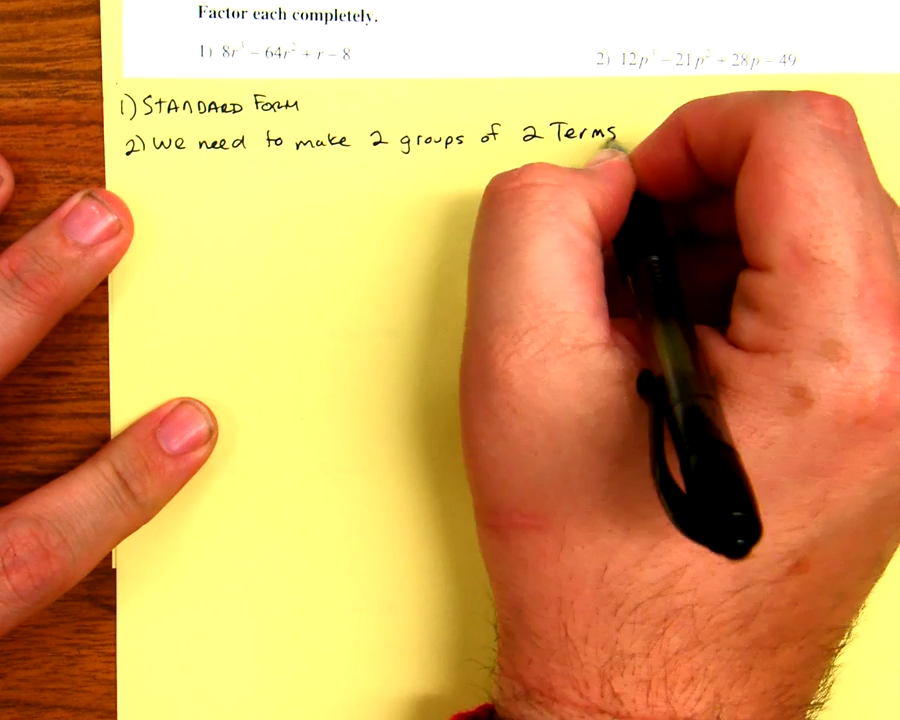 Factor each completely.
1) 8r³ − 64r² + r − 8
2) 12p³ − 21p² + 28p − 49
1) STANDARD FORM
2) We need to make 2 groups of 2 Terms